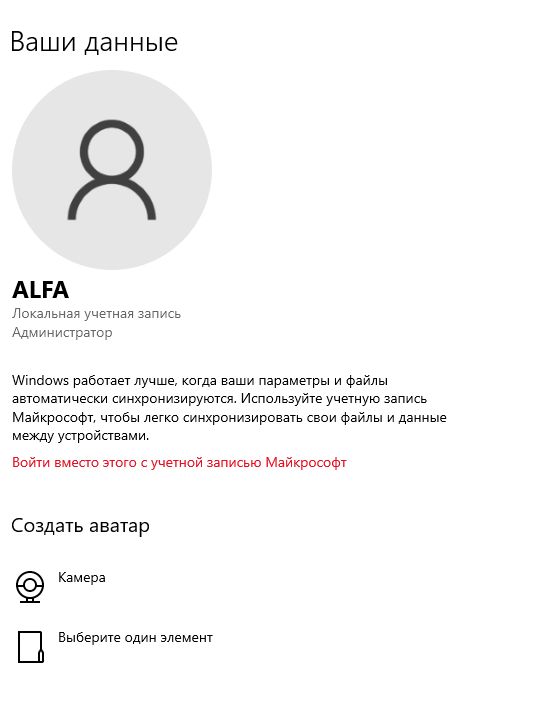 Ваши данные
ALFA
Локальная учетная запись
Администратор
Windows работает лучше, когда ваши параметры и файлы
автоматически синхронизируются. Используйте учетную запись
Майкрософт, чтобы легко синхронизировать свои файлы и данные
между устройствами.
Войти вместо этого с учетной записью Майкрософт
Создать аватар
Камера
Выберите один элемент